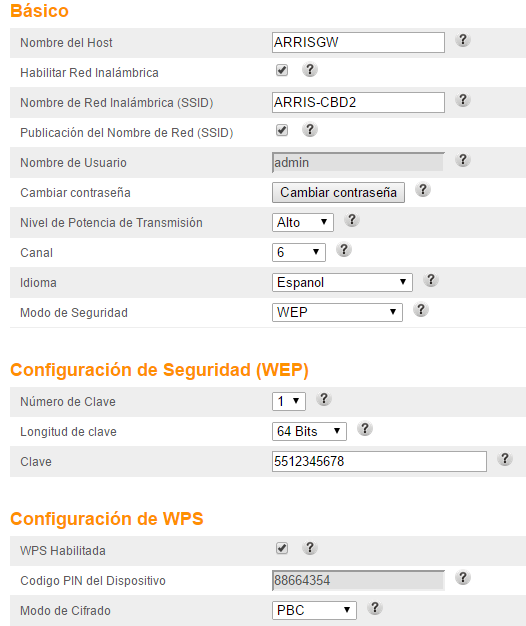 Básico
Nombre del Host ARRISGW ?
Habilitar Red Inalámbrica ?
Nombre de Red Inalámbrica (SSID) ARRIS-CBD2 ?
Publicación del Nombre de Red (SSID) ?
Nombre de Usuario admin ?
Cambiar contraseña Cambiar contraseña ?
Nivel de Potencia de Transmisión Alto ?
Canal 6 ?
Idioma Espanol ?
Modo de Seguridad WEP ?
Configuración de Seguridad (WEP)
Número de Clave 1 ?
Longitud de clave 64 Bits ?
Clave 5512345678 ?
Configuración de WPS
WPS Habilitada ?
Codigo PIN del Dispositivo 88664354 ?
Modo de Cifrado PBC ?